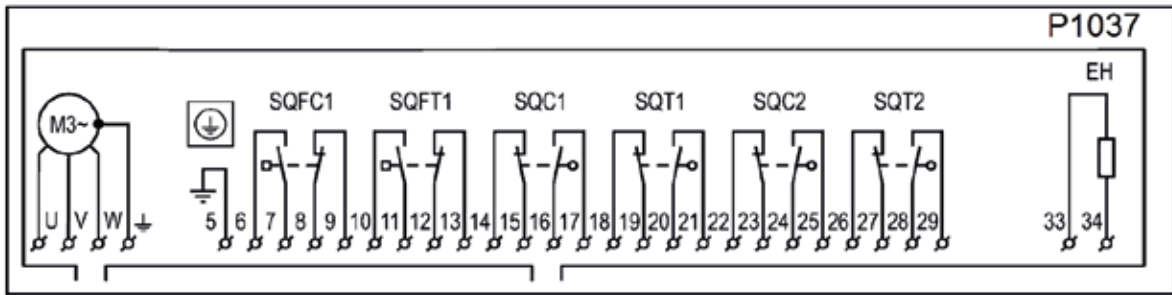 P1037
EH
SQFC1 SQFT1 SQC1 SQT1 SQC2 SQT2
M3~
U V W 5 6 7 8 9 10 11 12 13 14 15 16 17 18 19 20 21 22 23 24 25 26 27 28 29 33 34